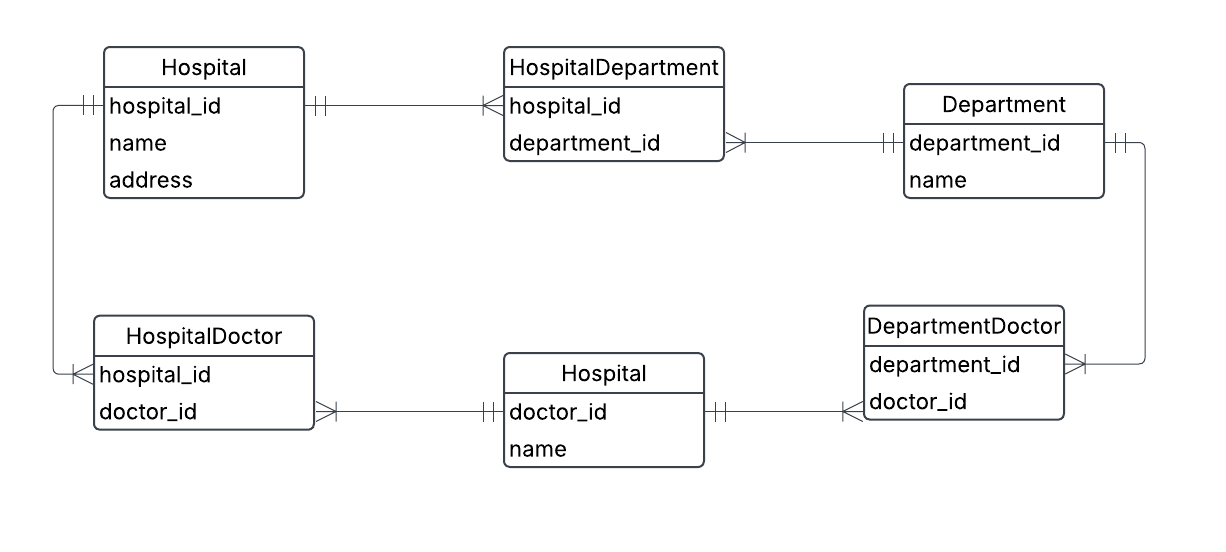 Hospital
hospital_id
name
address
HospitalDepartment
hospital_id
department_id
Department
department_id
name
HospitalDoctor
hospital_id
doctor_id
Hospital
doctor_id
name
DepartmentDoctor
department_id
doctor_id